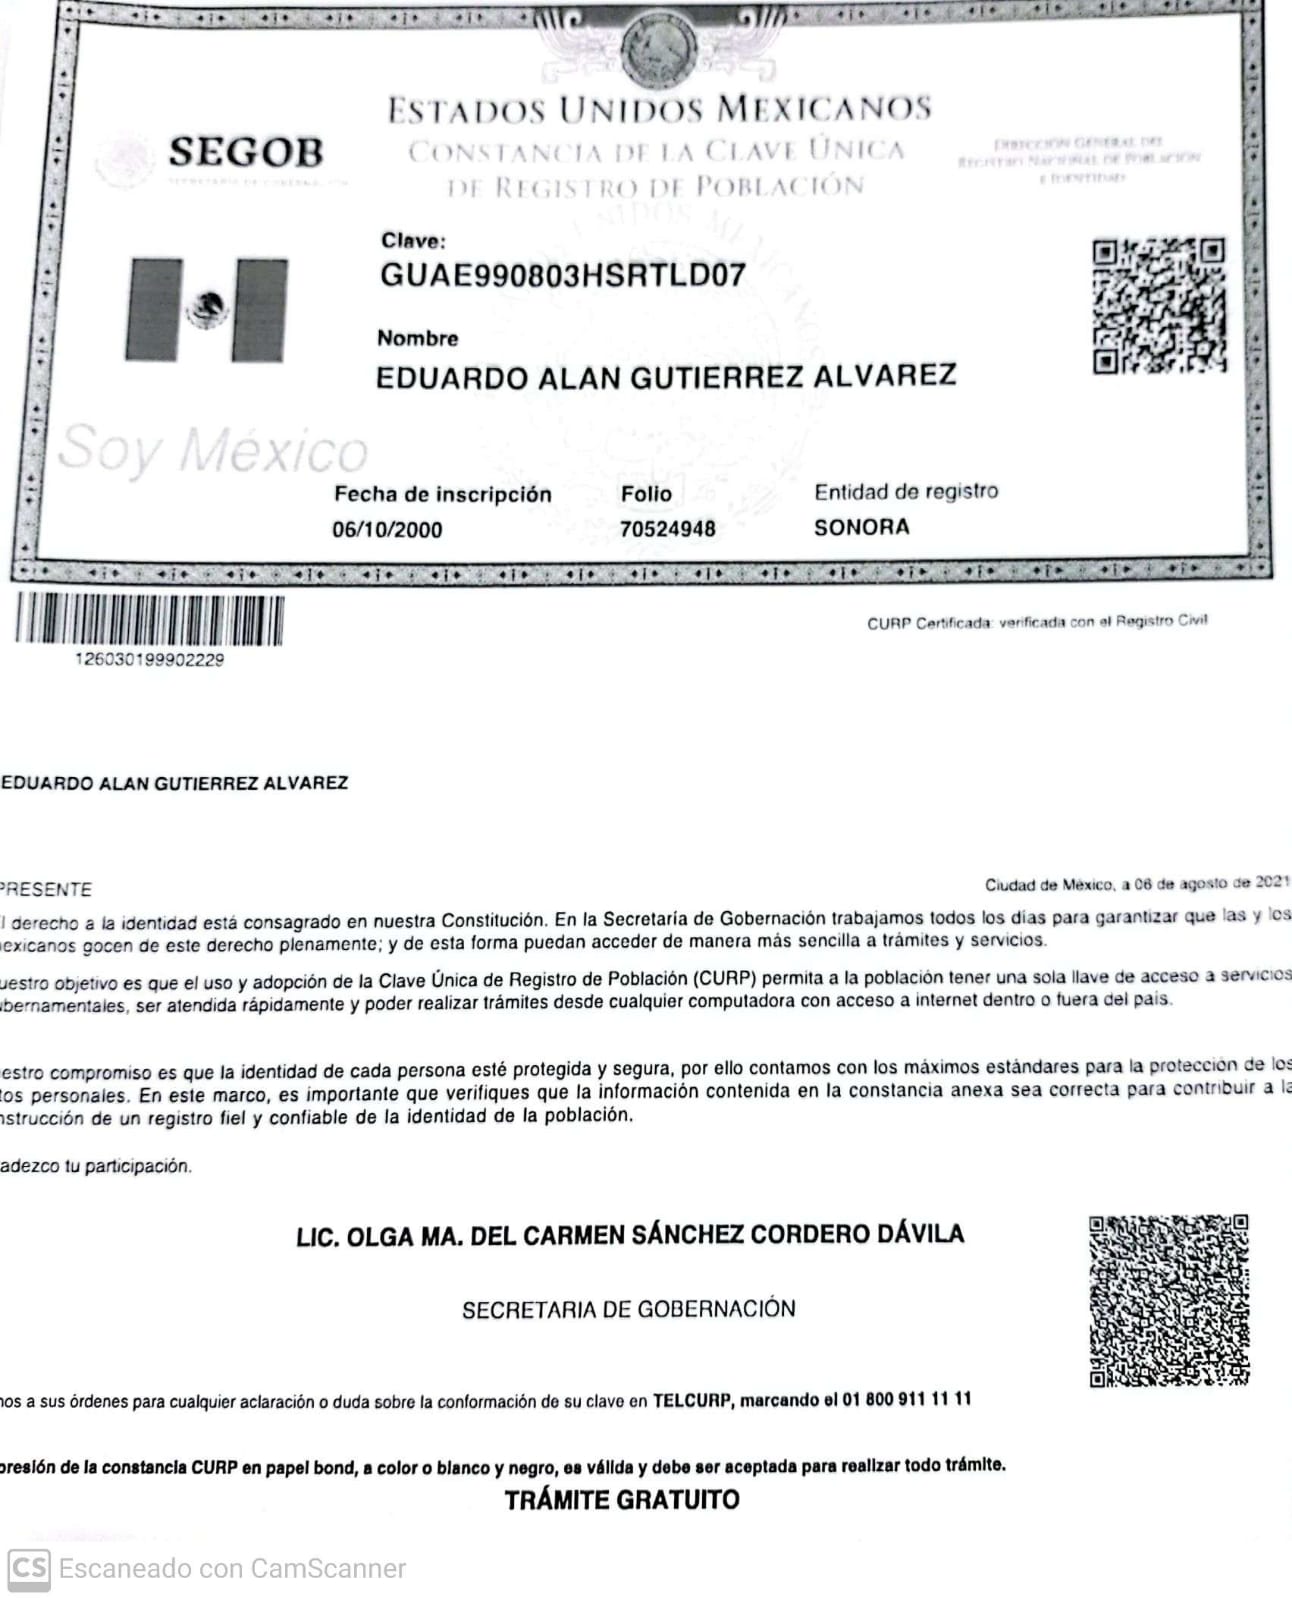 ESTADOS UNIDOS MEXICANOS
CONSTANCIA DE LA CLAVE ÚNICA
DE REGISTRO DE POBLACIÓN
SEGOB
SECRETARÍA DE GOBERNACIÓN
DIRECCIÓN GENERAL DEL
REGISTRO NACIONAL DE POBLACIÓN
E IDENTIDAD
Clave:
GUAE990803HSRTLD07
Nombre
EDUARDO ALAN GUTIERREZ ALVAREZ
Soy México
Fecha de inscripción Folio Entidad de registro
06/10/2000 70524948 SONORA
CURP Certificada: verificada con el Registro Civil
126030199902229
EDUARDO ALAN GUTIERREZ ALVAREZ
PRESENTE
Ciudad de México, a 06 de agosto de 2021
l derecho a la identidad está consagrado en nuestra Constitución. En la Secretaría de Gobernación trabajamos todos los días para garantizar que las y los
exicanos gocen de este derecho plenamente; y de esta forma puedan acceder de manera más sencilla a trámites y servicios.
uestro objetivo es que el uso y adopción de la Clave Única de Registro de Población (CURP) permita a la población tener una sola llave de acceso a servicios
bernamentales, ser atendida rápidamente y poder realizar trámites desde cualquier computadora con acceso a internet dentro o fuera del país.
estro compromiso es que la identidad de cada persona esté protegida y segura, por ello contamos con los máximos estándares para la protección de los
tos personales. En este marco, es importante que verifiques que la información contenida en la constancia anexa sea correcta para contribuir a la
nstrucción de un registro fiel y confiable de la identidad de la población.
adezco tu participación.
LIC. OLGA MA. DEL CARMEN SÁNCHEZ CORDERO DÁVILA
SECRETARIA DE GOBERNACIÓN
nos a sus órdenes para cualquier aclaración o duda sobre la conformación de su clave en TELCURP, marcando el 01 800 911 11 11
presión de la constancia CURP en papel bond, a color o blanco y negro, es válida y debe ser aceptada para realizar todo trámite.
TRÁMITE GRATUITO
CS Escaneado con CamScanner